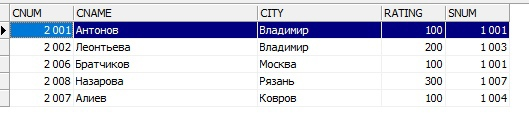 CNUM CNAME CITY RATING SNUM
2 001 Антонов Владимир 100 1 001
2 002 Леонтьева Владимир 200 1 003
2 006 Братчиков Москва 100 1 001
2 008 Назарова Рязань 300 1 007
2 007 Алиев Ковров 100 1 004